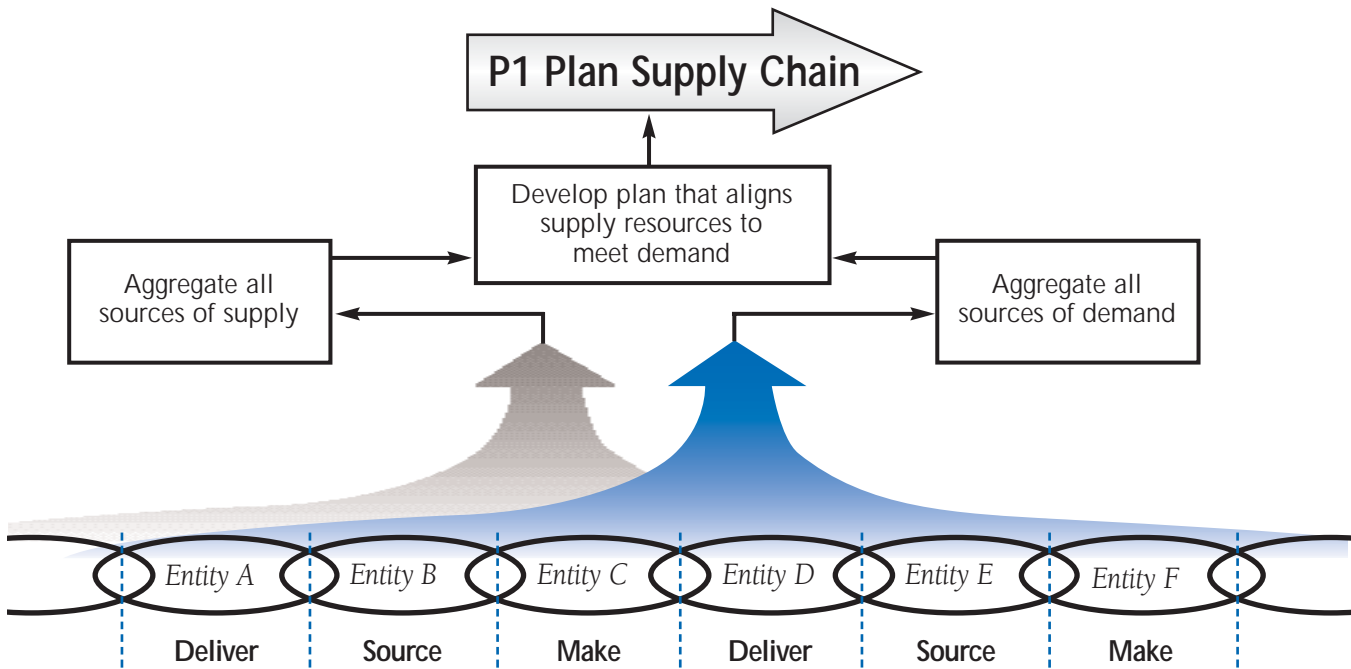 P1 Plan Supply Chain
Develop plan that aligns
supply resources to
meet demand
Aggregate all
sources of supply
Aggregate all
sources of demand
Entity A
Entity B
Entity C
Entity D
Entity E
Entity F
Deliver
Source
Make
Deliver
Source
Make